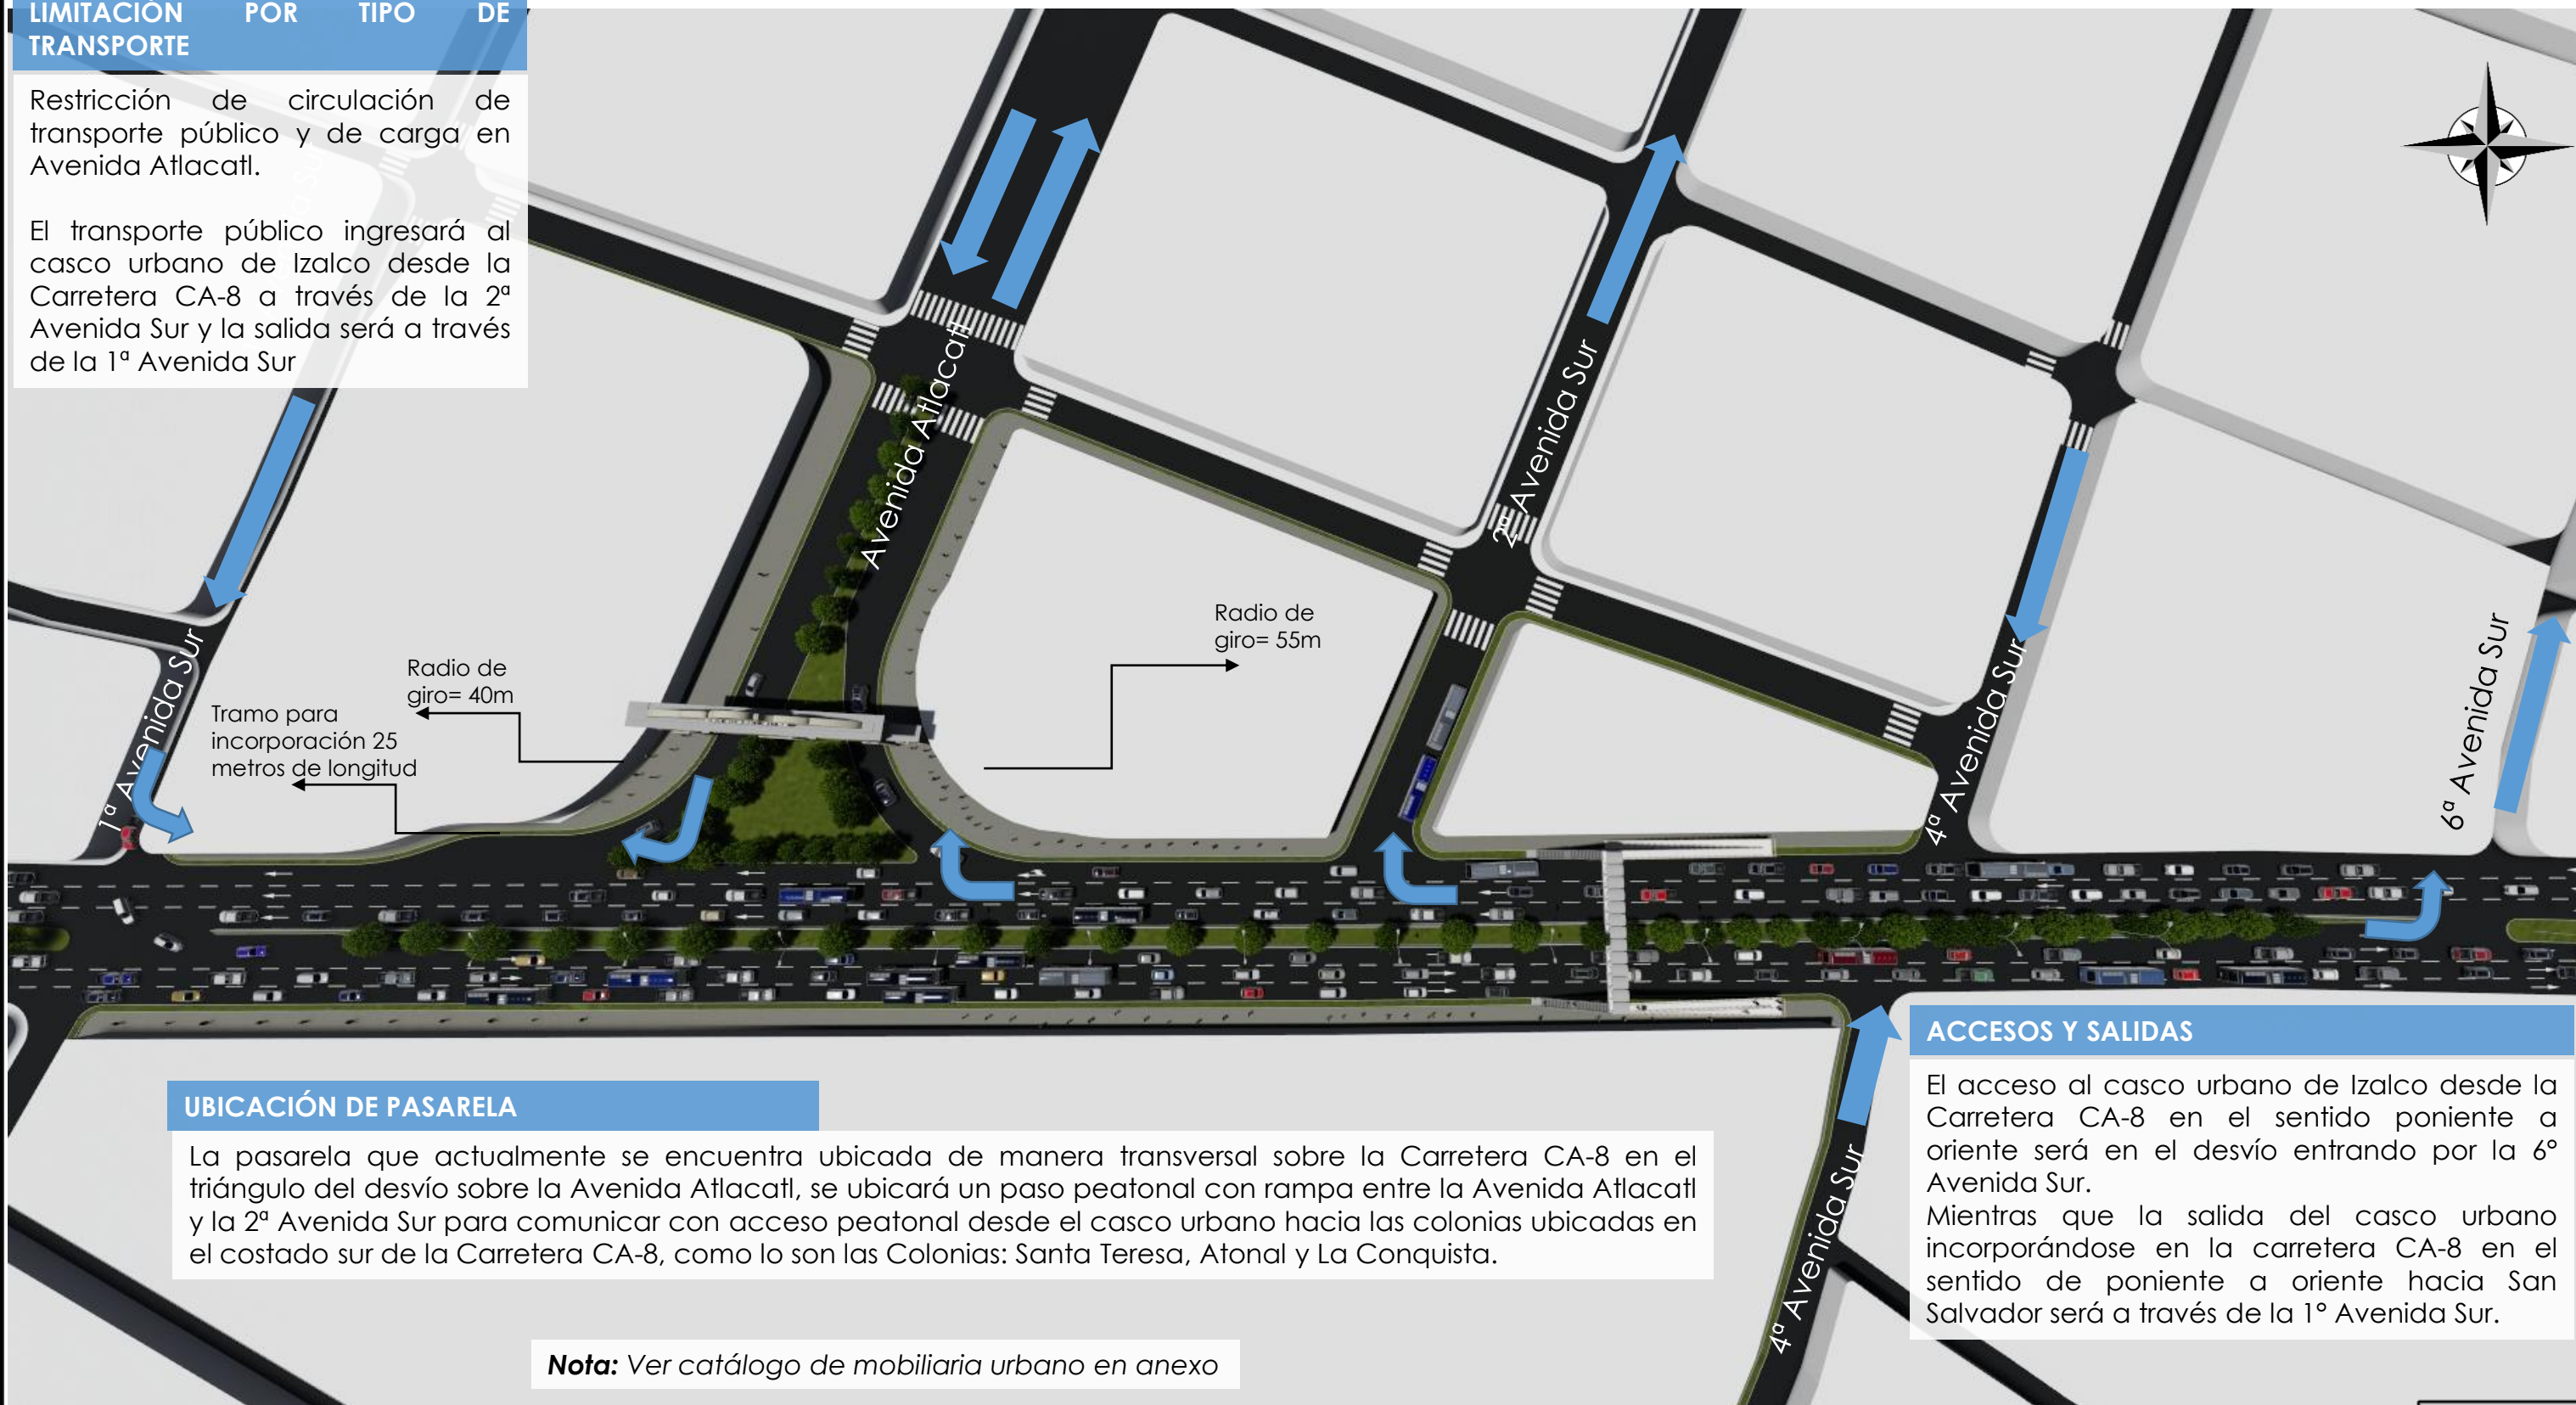 LIMITACIÓN POR TIPO DE
TRANSPORTE
Restricción de circulación de
transporte público y de carga en
Avenida Atlacatl.
El transporte público ingresará al
casco urbano de Izalco desde la
Carretera CA-8 a través de la 2ª
Avenida Sur y la salida será a través
de la 1ª Avenida Sur
Avenida Atlacatl
2ª Avenida Sur
Radio de
giro= 55m
Radio de
giro= 40m
Tramo para
incorporación 25
metros de longitud
1ª Avenida Sur
4ª Avenida Sur
6ª Avenida Sur
ACCESOS Y SALIDAS
El acceso al casco urbano de Izalco desde la
Carretera CA-8 en el sentido poniente a
oriente será en el desvío entrando por la 6º
Avenida Sur.
Mientras que la salida del casco urbano
incorporándose en la carretera CA-8 en el
sentido de poniente a oriente hacia San
Salvador será a través de la 1º Avenida Sur.
UBICACIÓN DE PASARELA
La pasarela que actualmente se encuentra ubicada de manera transversal sobre la Carretera CA-8 en el
triángulo del desvío sobre la Avenida Atlacatl, se ubicará un paso peatonal con rampa entre la Avenida Atlacatl
y la 2ª Avenida Sur para comunicar con acceso peatonal desde el casco urbano hacia las colonias ubicadas en
el costado sur de la Carretera CA-8, como lo son las Colonias: Santa Teresa, Atonal y La Conquista.
4ª Avenida Sur
Nota: Ver catálogo de mobiliaria urbano en anexo